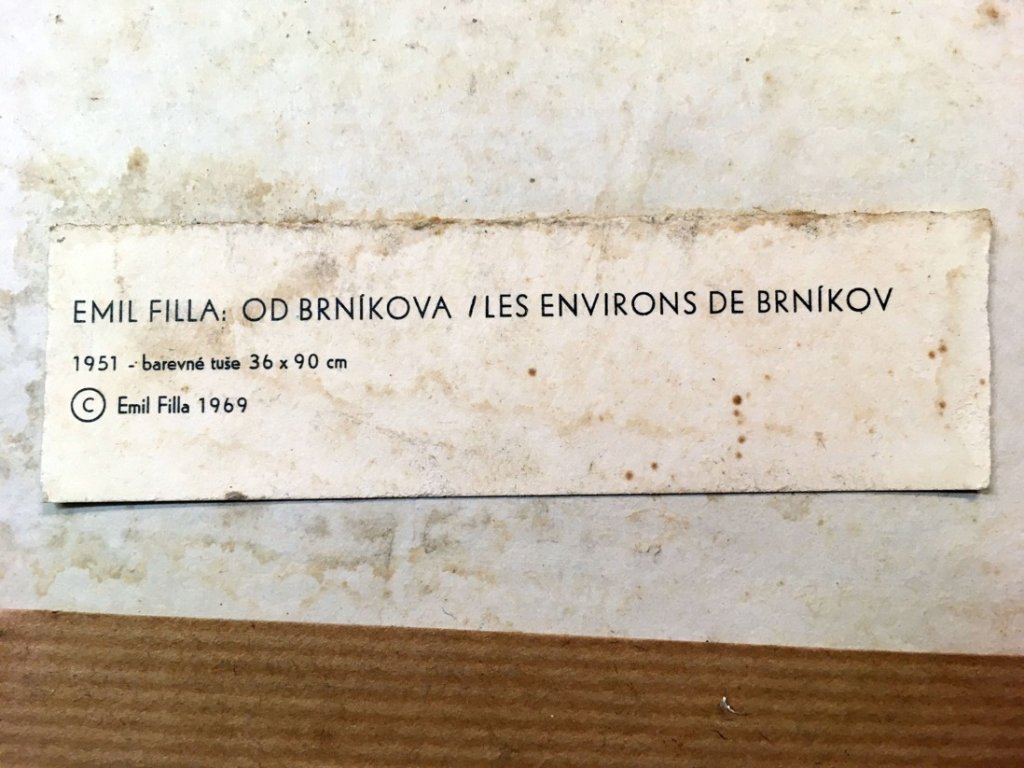 EMIL FILLA: OD BRNÍKOVA / LES ENVIRONS DE BRNÍKOV
1951 - barevné tuše 36 x 90 cm
© Emil Filla 1969